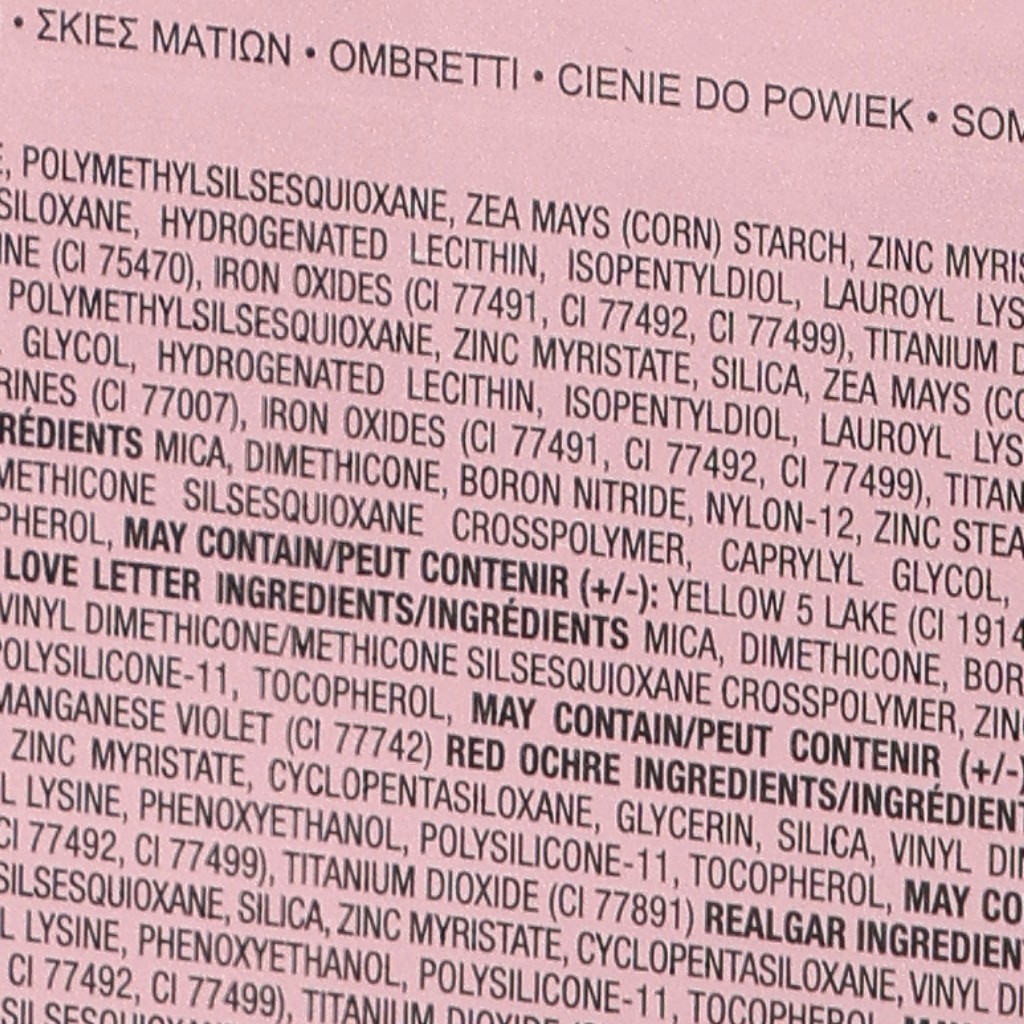 • ΣΚΙΕΣ ΜΑΤΙΩΝ • OMBRETTI • CIENIE DO POWIEK • SOM
E, POLYMETHYLSILSESQUIOXANE, ZEA MAYS (CORN) STARCH, ZINC MYRIS
SILOXANE, HYDROGENATED LECITHIN, ISOPENTYLDIOL, LAUROYL LYS
INE (CI 75470), IRON OXIDES (CI 77491, CI 77492, CI 77499), TITANIUM D
POLYMETHYLSILSESQUIOXANE, ZINC MYRISTATE, SILICA, ZEA MAYS (CO
GLYCOL, HYDROGENATED LECITHIN, ISOPENTYLDIOL, LAUROYL LYS
RINES (CI 77007), IRON OXIDES (CI 77491, CI 77492, CI 77499), TITAN
RÉDIENTS MICA, DIMETHICONE, BORON NITRIDE, NYLON-12, ZINC STEA
METHICONE SILSESQUIOXANE CROSSPOLYMER, CAPRYLYL GLYCOL,
PHEROL, MAY CONTAIN/PEUT CONTENIR (+/-): YELLOW 5 LAKE (CI 1914
LOVE LETTER INGREDIENTS/INGRÉDIENTS MICA, DIMETHICONE, BOR
VINYL DIMETHICONE/METHICONE SILSESQUIOXANE CROSSPOLYMER, ZINC
POLYSILICONE-11, TOCOPHEROL, MAY CONTAIN/PEUT CONTENIR (+/-)
MANGANESE VIOLET (CI 77742) RED OCHRE INGREDIENTS/INGRÉDIENT
ZINC MYRISTATE, CYCLOPENTASILOXANE, GLYCERIN, SILICA, VINYL DIM
L LYSINE, PHENOXYETHANOL, POLYSILICONE-11, TOCOPHEROL, MAY CO
CI 77492, CI 77499), TITANIUM DIOXIDE (CI 77891) REALGAR INGREDIEN
SILSESQUIOXANE, SILICA, ZINC MYRISTATE, CYCLOPENTASILOXANE, VINYL DI
L LYSINE, PHENOXYETHANOL, POLYSILICONE-11, TOCOPHEROL,
CI 77492, CI 77499), TITANIUM DIOXIDE